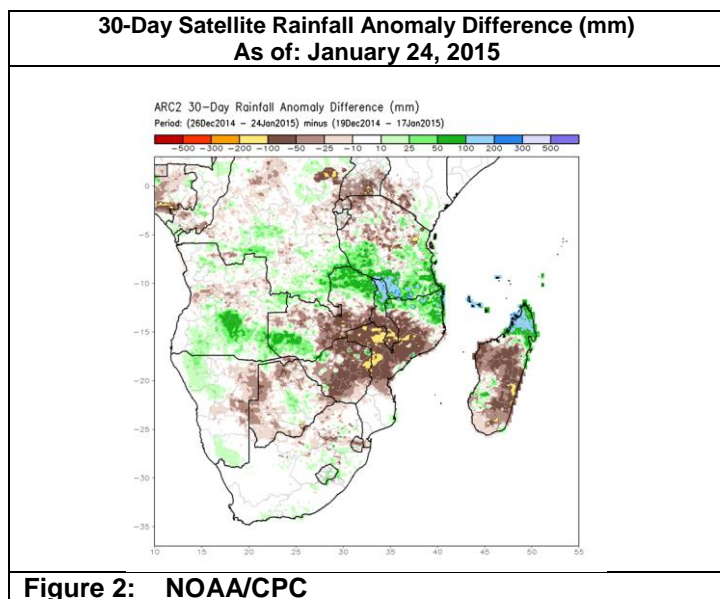 30-Day Satellite Rainfall Anomaly Difference (mm)
As of: January 24, 2015
ARC2 30-Day Rainfall Anomaly Difference (mm)
Period: (26Dec2014 – 24Jan2015) minus (19Dec2014 – 17Jan2015)
-500 -300 -200 -100 -50 -25 -10 10 25 50 100 200 300 500
0
-5
-10
-15
-20
-25
-30
-35
10 15 20 25 30 35 40 45 50 55
Figure 2: NOAA/CPC